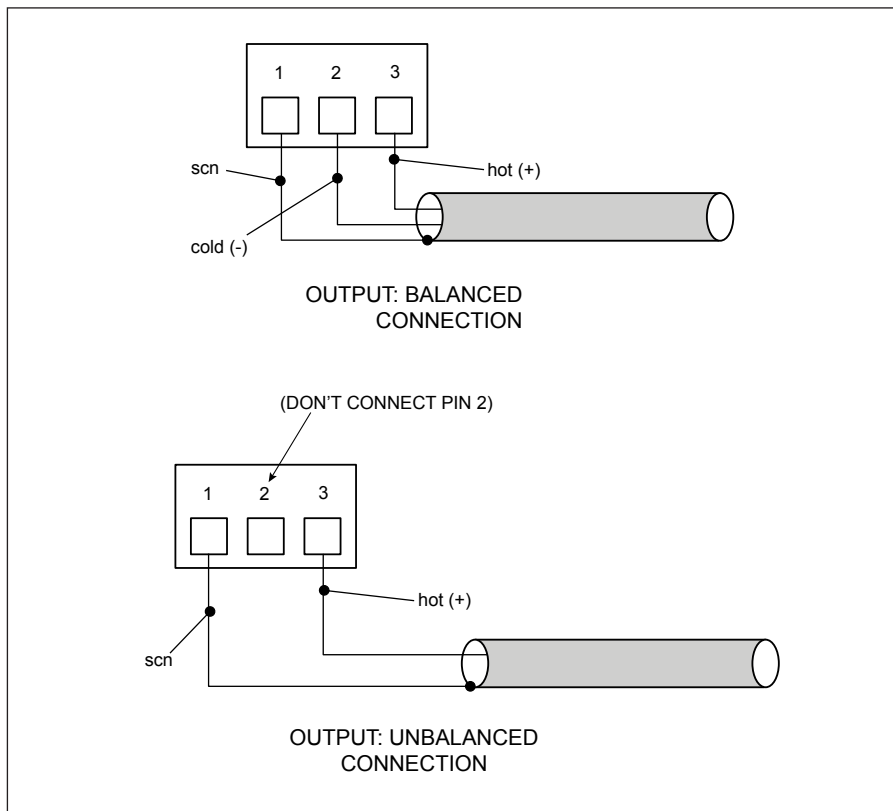 1 2 3
scn
hot (+)
cold (-)
OUTPUT: BALANCED
CONNECTION
(DON'T CONNECT PIN 2)
1 2 3
hot (+)
scn
OUTPUT: UNBALANCED
CONNECTION